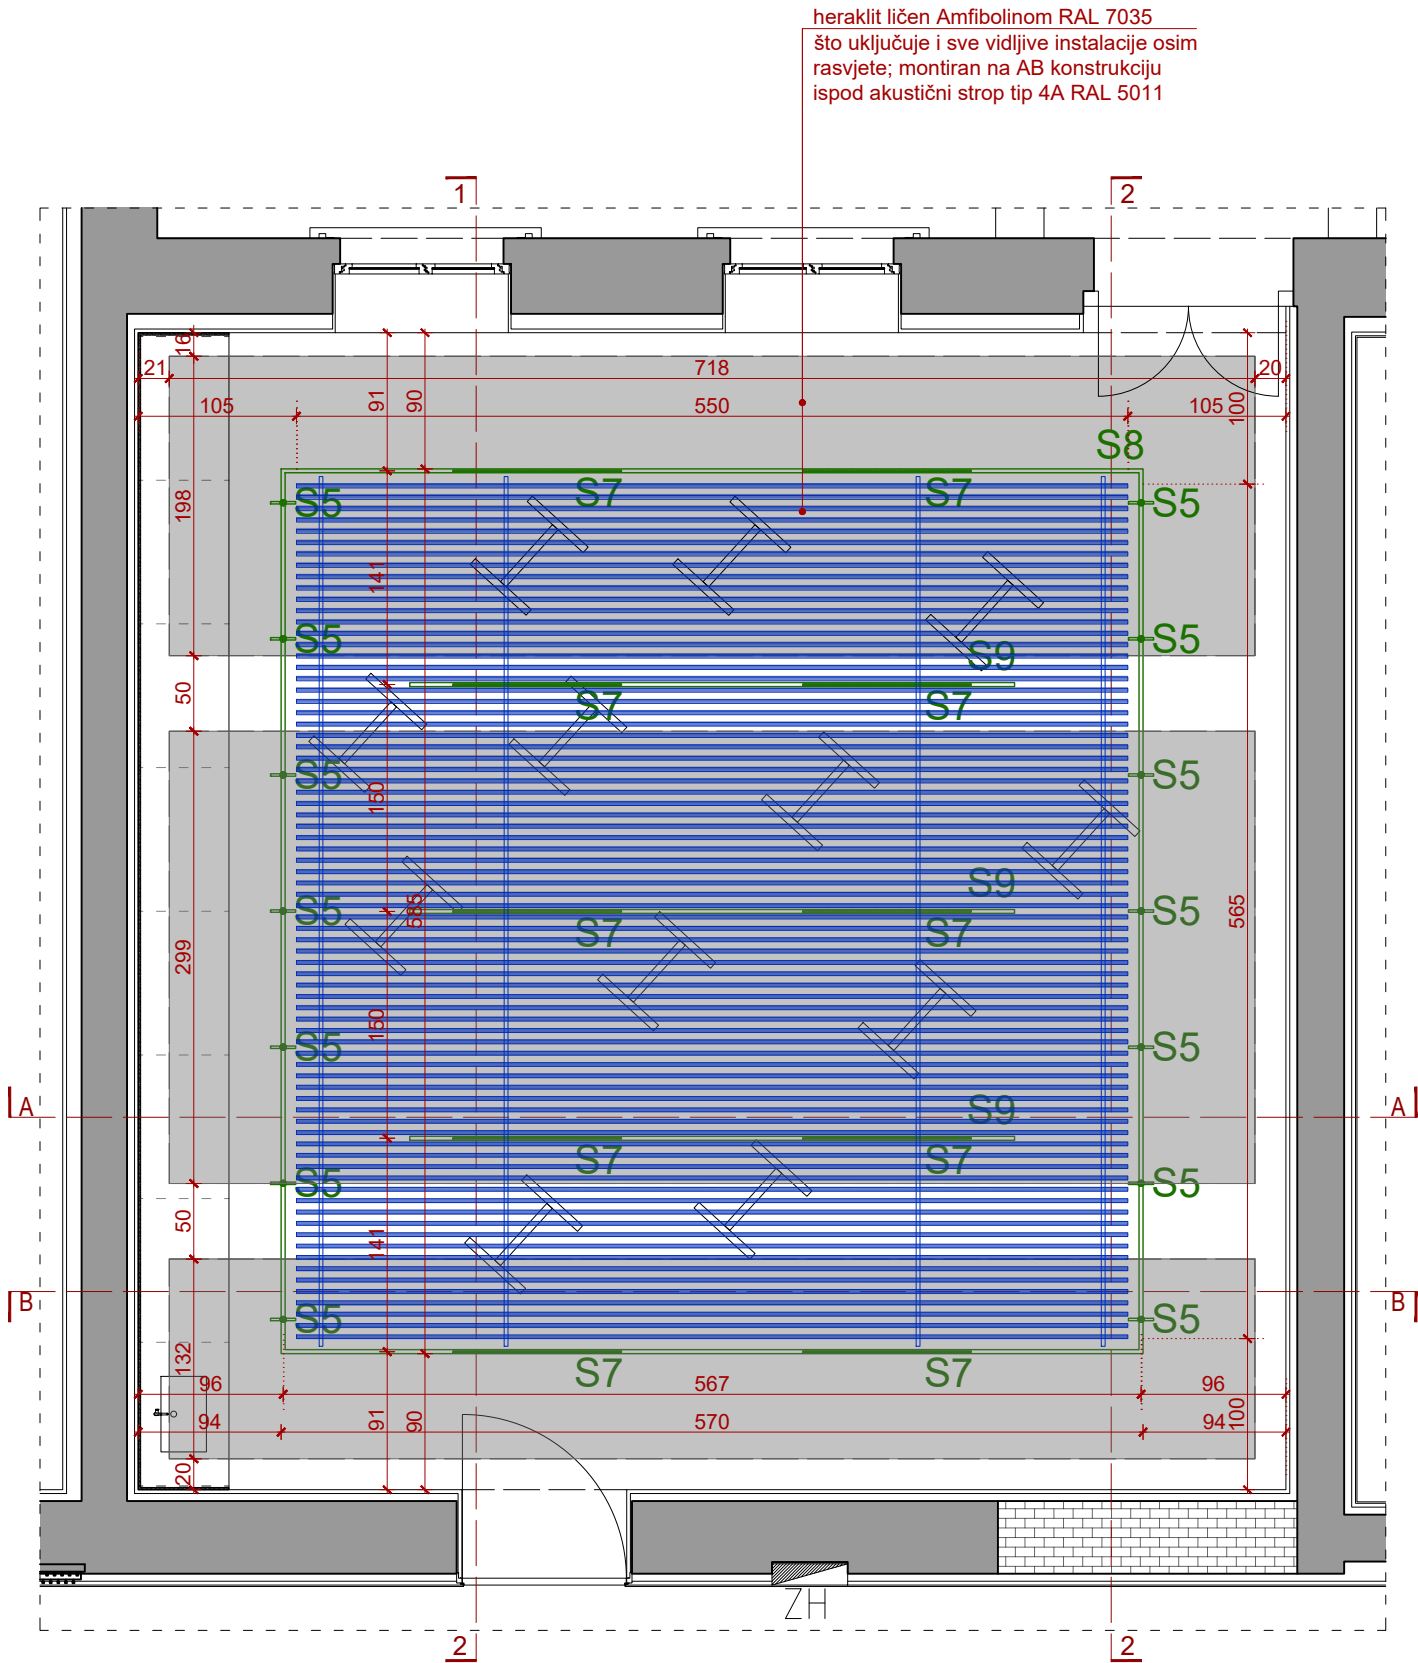 heraklit ličen Amfibolinom RAL 7035
što uključuje i sve vidljive instalacije osim
rasvjete; montiran na AB konstrukciju
ispod akustični strop tip 4A RAL 5011
1
2
16
21
718
20
105
91
90
550
105
100
S8
S5
S7
S7
S5
198
141
S5
S9
S5
50
S7
S7
S5
150
S5
S9
S5
585
S5
565
299
S7
S7
150
S5
S5
A
S9
A
S7
S7
S5
S5
50
141
B
B
S5
S5
132
S7
S7
96
567
96
94
91
90
570
94
100
20
ZH
2
2